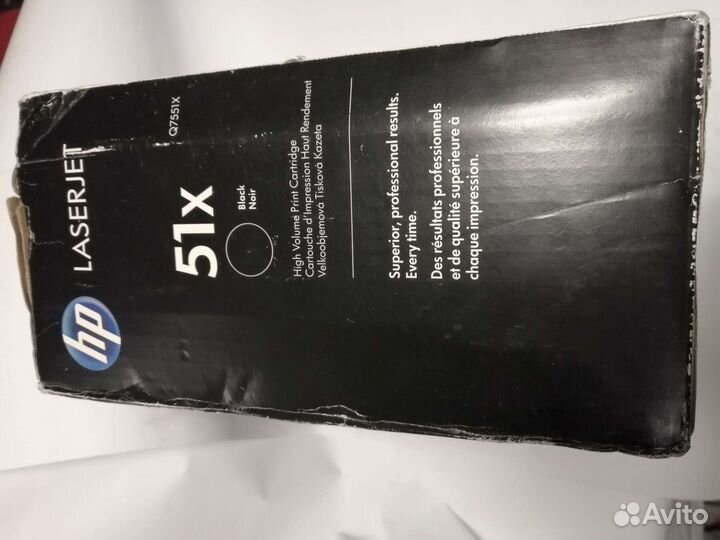 hp
LASERJET
Q7551X
51X
Black
Noir
High Volume Print Cartridge
Cartouche d'Impression Haut Rendement
Velkoobjemová Tisková Kazeta
Superior, professional results.
Every time.
Des résultats professionnels
et de qualité supérieure à
chaque impression.
Avito